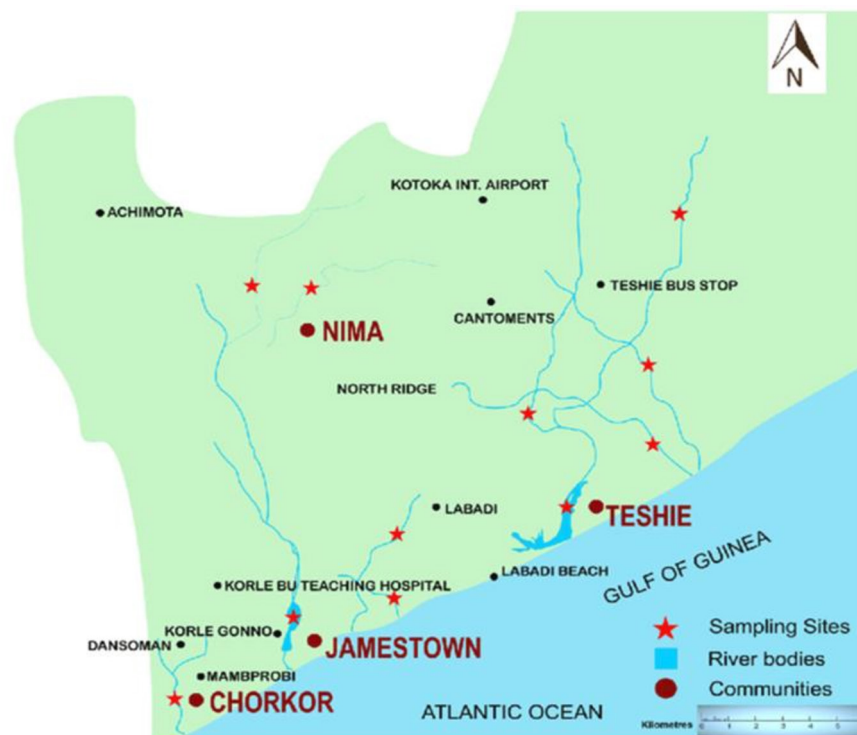 N
KOTOKA INT. AIRPORT
ACHIMOTA
TESHIE BUS STOP
CANTOMENTS
NIMA
NORTH RIDGE
LABADI
TESHIE
GULF OF GUINEA
LABADI BEACH
KORLE BU TEACHING HOSPITAL
KORLE GONNO
DANSOMAN
JAMESTOWN
MAMBPROBI
CHORKOR
ATLANTIC OCEAN
Sampling Sites
River bodies
Communities
Kilometres